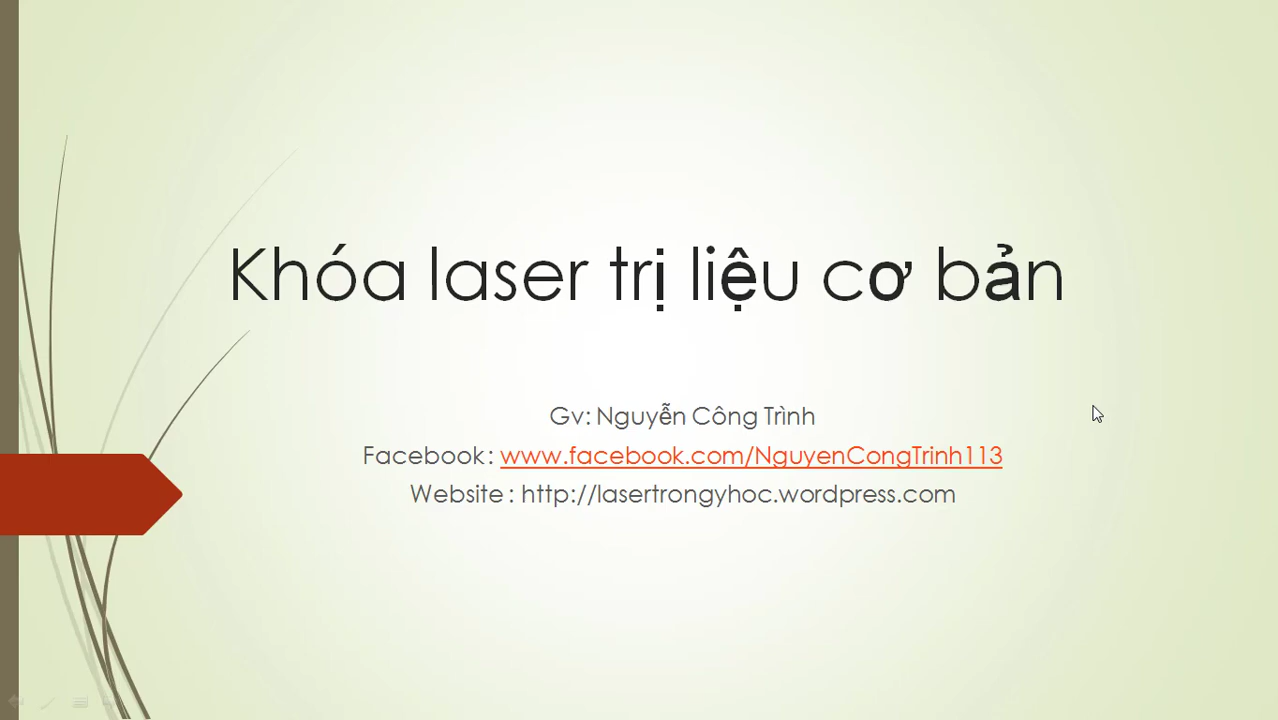 Khóa laser trị liệu cơ bản
Gv: Nguyễn Công Trình
Facebook : www.facebook.com/NguyenCongTrinh113
Website : http://lasertrongyhoc.wordpress.com